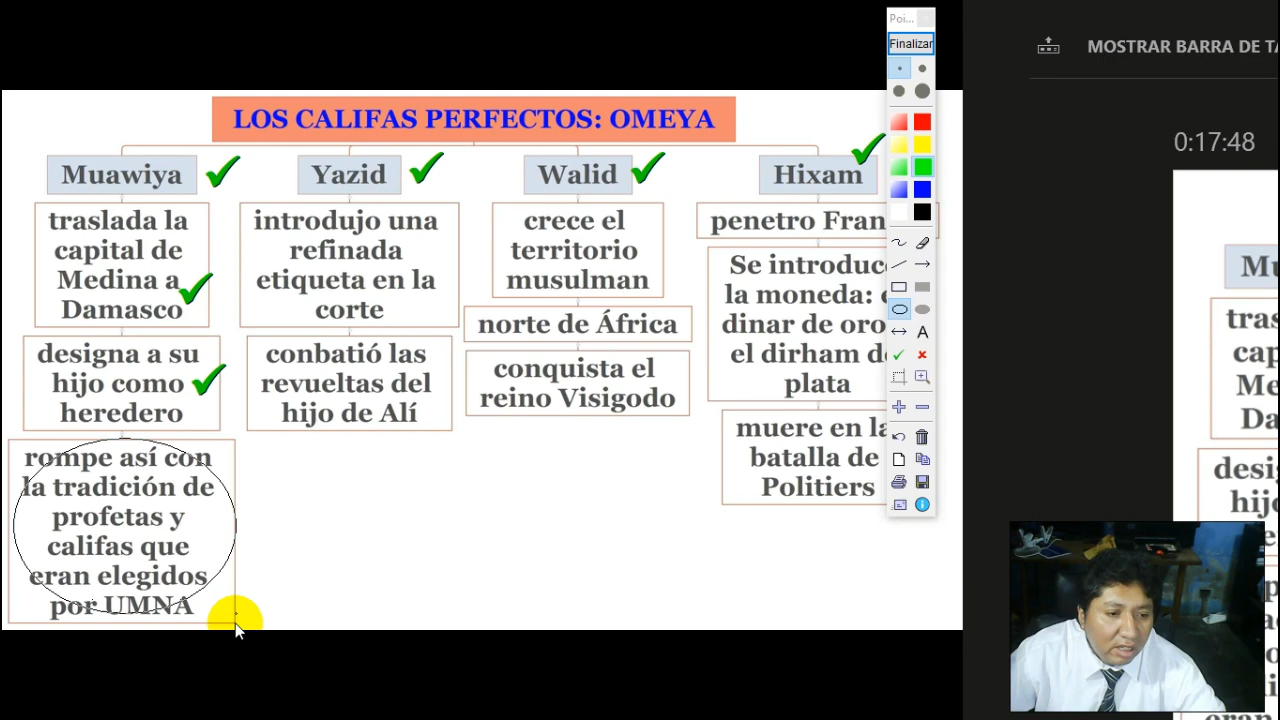 Poi...
Finalizar
MOSTRAR BARRA DE TA
0:17:48
LOS CALIFAS PERFECTOS: OMEYA
Muawiya
traslada la
capital de
Medina a
Damasco
designa a su
hijo como
heredero
rompe así con
la tradición de
profetas y
califas que
eran elegidos
por UMNA
Yazid
introdujo una
refinada
etiqueta en la
corte
conbatió las
revueltas del
hijo de Alí
Walid
crece el
territorio
musulman
norte de África
conquista el
reino Visigodo
Hixam
penetro Fran
Se introduc
la moneda:
dinar de oro
el dirham d
plata
muere en la
batalla de
Politiers
A
Mu
tras
cap
Me
Da
desi
hijo